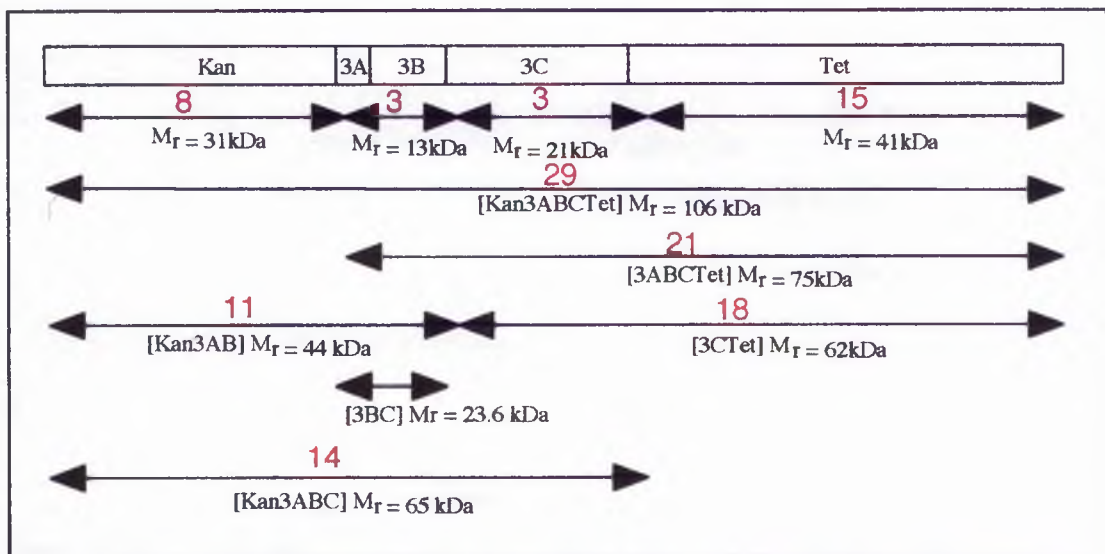 Kan 3A 3B 3C Tet
8 3 3 15
Mr = 31kDa Mr = 13kDa Mr = 21kDa Mr = 41kDa
29
[Kan3ABCTet] Mr = 106 kDa
21
[3ABCTet] Mr = 75kDa
11 18
[Kan3AB] Mr = 44 kDa [3CTet] Mr = 62kDa
[3BC] Mr = 23.6 kDa
14
[Kan3ABC] Mr = 65 kDa